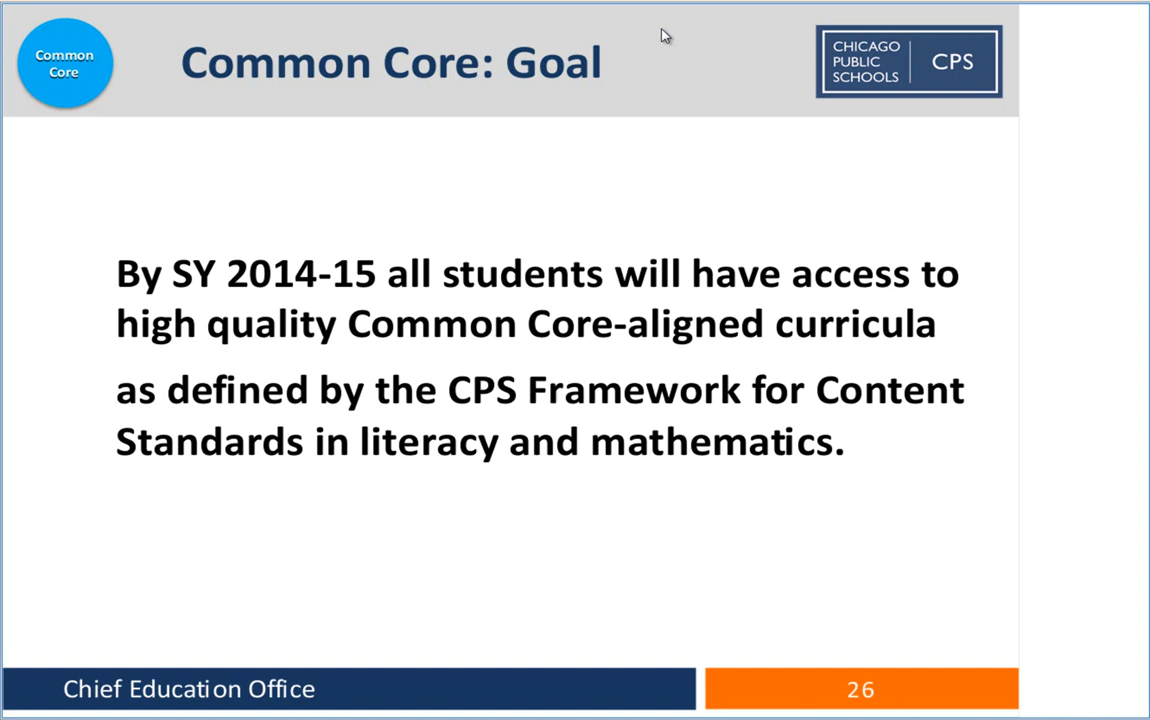 Common
Core
Common Core: Goal
CHICAGO
PUBLIC
SCHOOLS
CPS
By SY 2014-15 all students will have access to
high quality Common Core-aligned curricula
as defined by the CPS Framework for Content
Standards in literacy and mathematics.
Chief Education Office
26